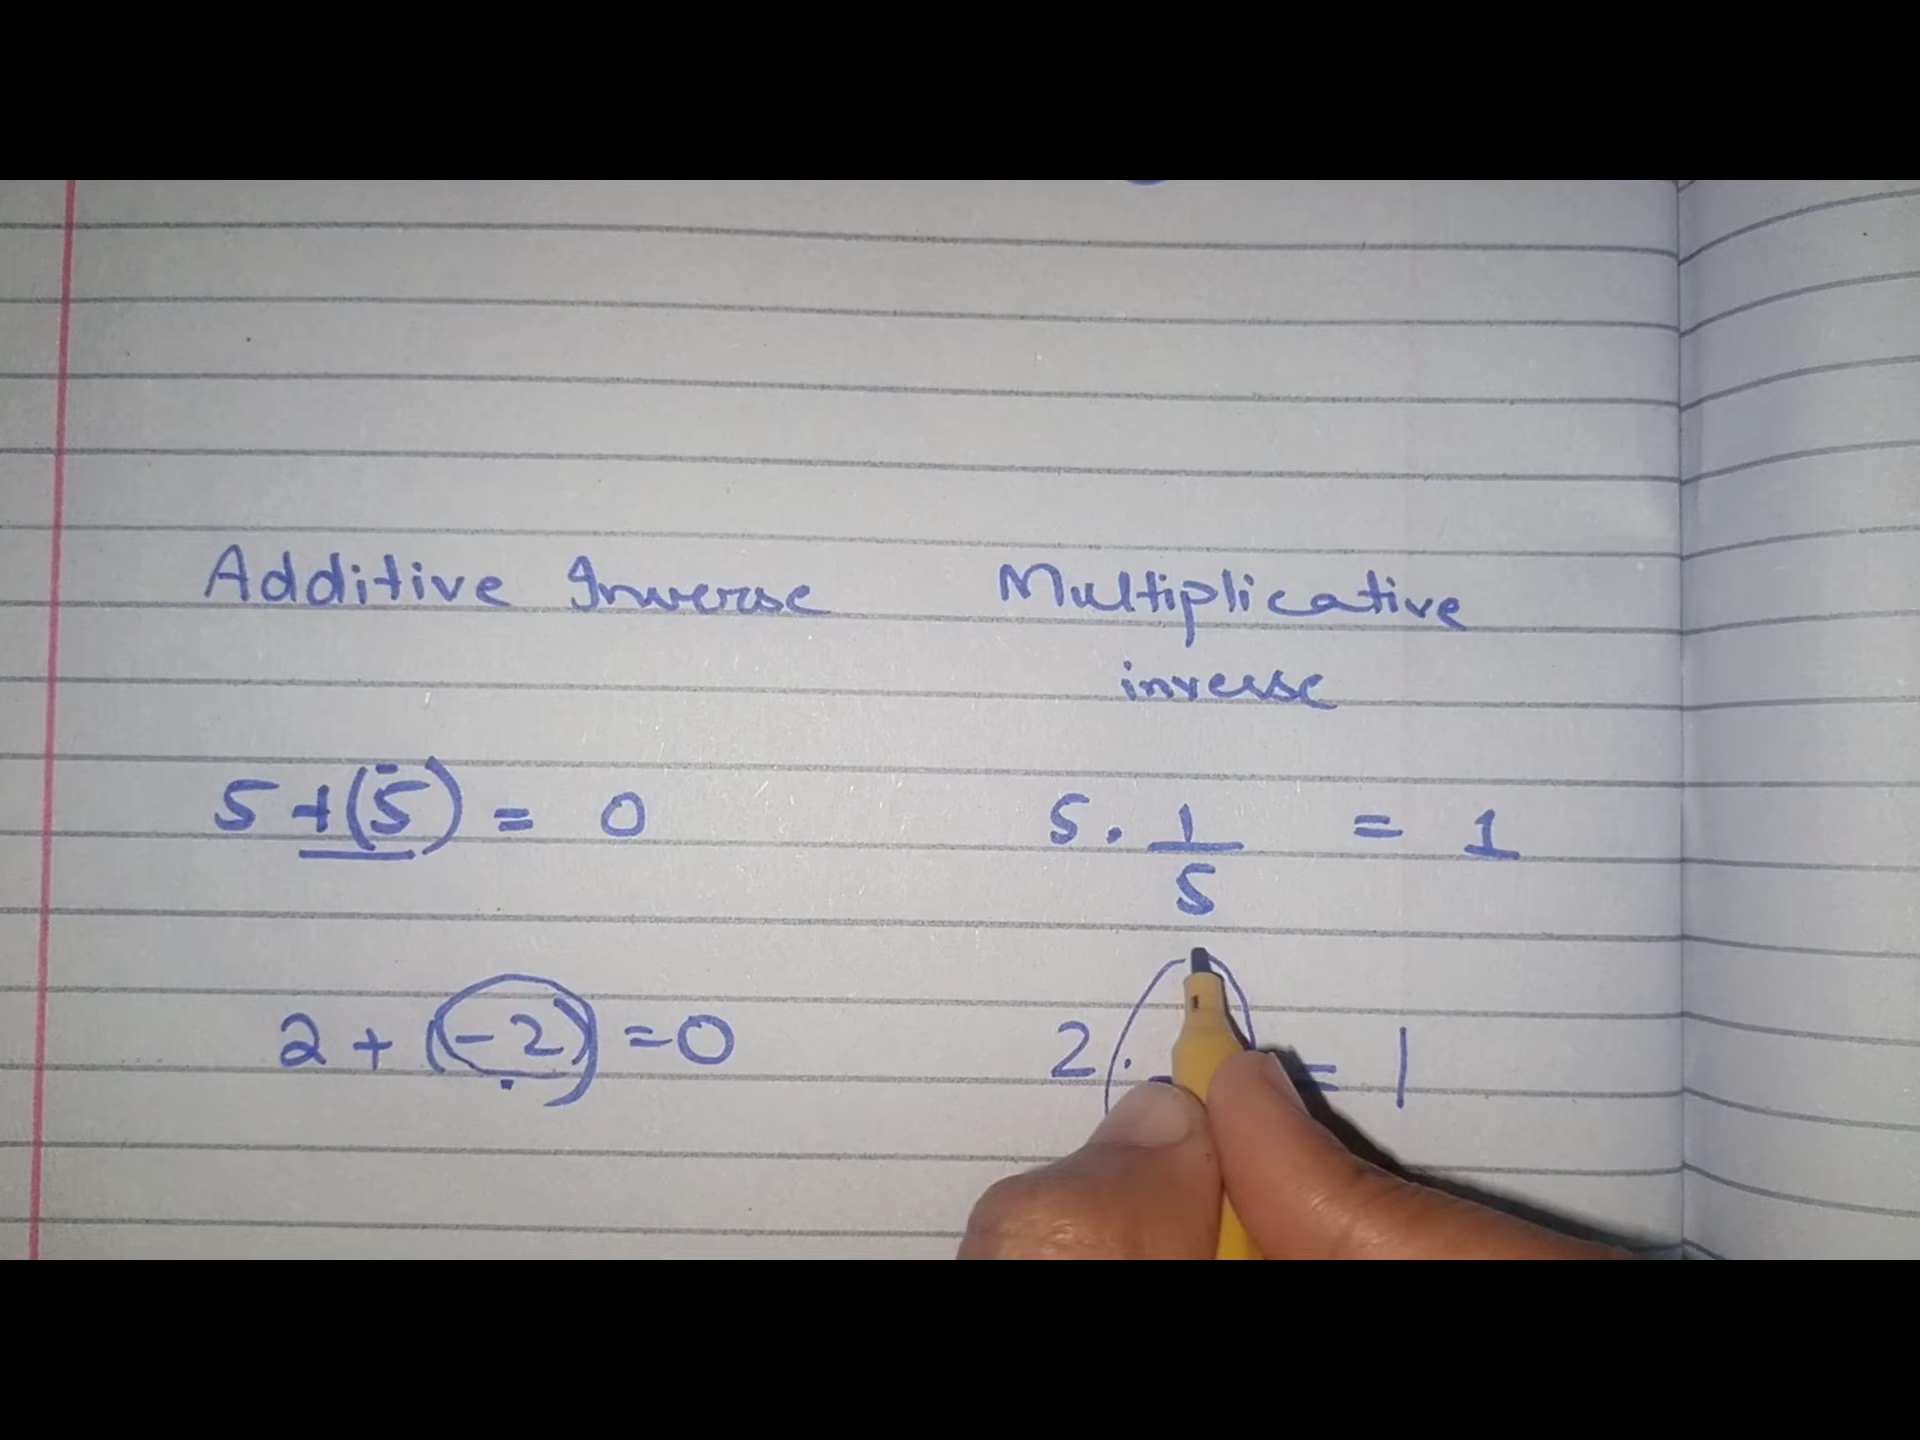 Additive Inverse
Multiplicative
inverse
5 + (-5) = 0
5 . 1/5 = 1
2 + (-2) = 0
2 . = 1